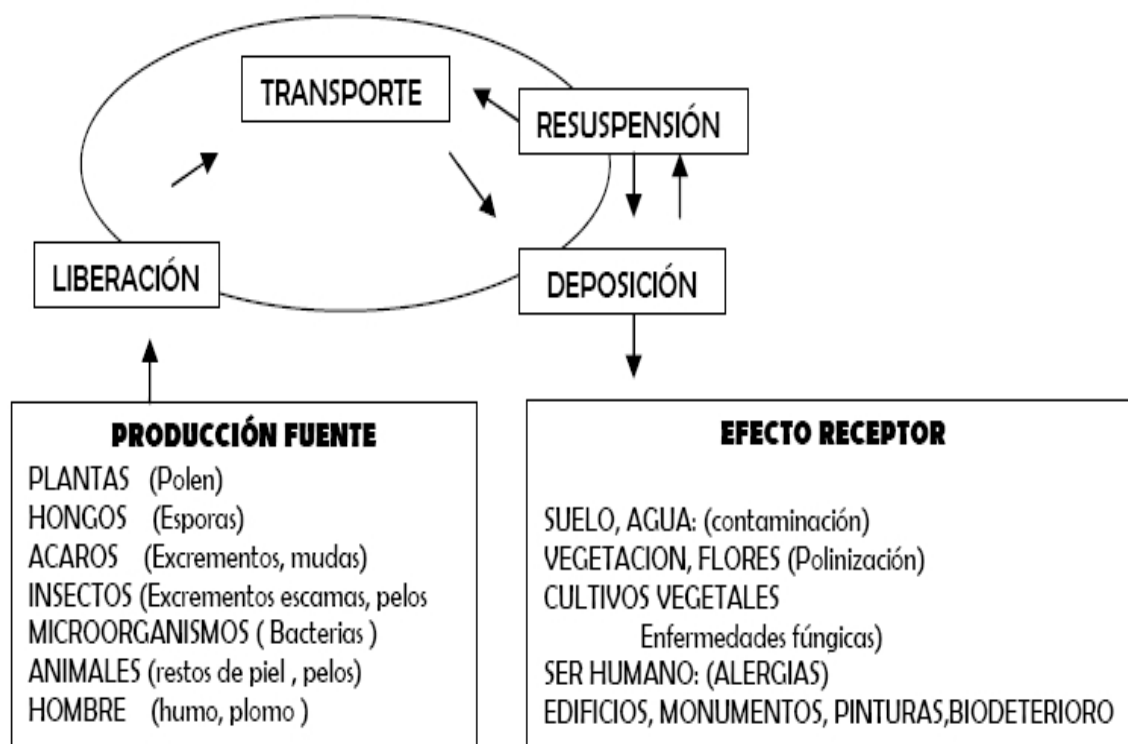 TRANSPORTE
RESUSPENSIÓN
LIBERACIÓN
DEPOSICIÓN
PRODUCCIÓN FUENTE
PLANTAS (Polen)
HONGOS (Esporas)
ACAROS (Excrementos, mudas)
INSECTOS (Excrementos escamas, pelos
MICROORGANISMOS ( Bacterias )
ANIMALES (restos de piel , pelos)
HOMBRE (humo, plomo )
EFECTO RECEPTOR
SUELO, AGUA: (contaminación)
VEGETACION, FLORES (Polinización)
CULTIVOS VEGETALES
Enfermedades fúngicas)
SER HUMANO: (ALERGIAS)
EDIFICIOS, MONUMENTOS, PINTURAS,BIODETERIORO